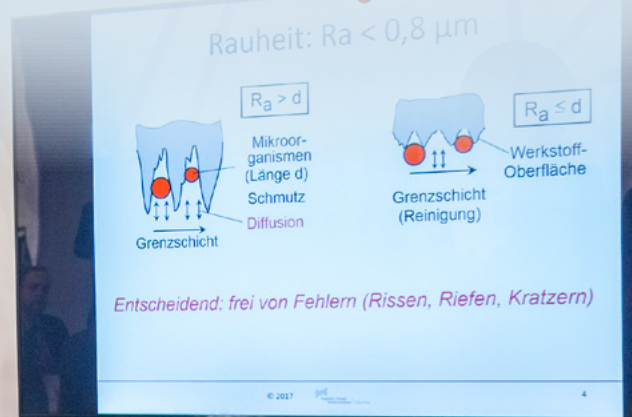 Rauheit: Ra < 0,8 µm
Ra > d
Mikroor-
ganismen
(Länge d)
Schmutz
Diffusion
Grenzschicht
Ra ≤ d
Werkstoff-
Oberfläche
Grenzschicht
(Reinigung)
Entscheidend: frei von Fehlern (Rissen, Riefen, Kratzern)
© 2017
4